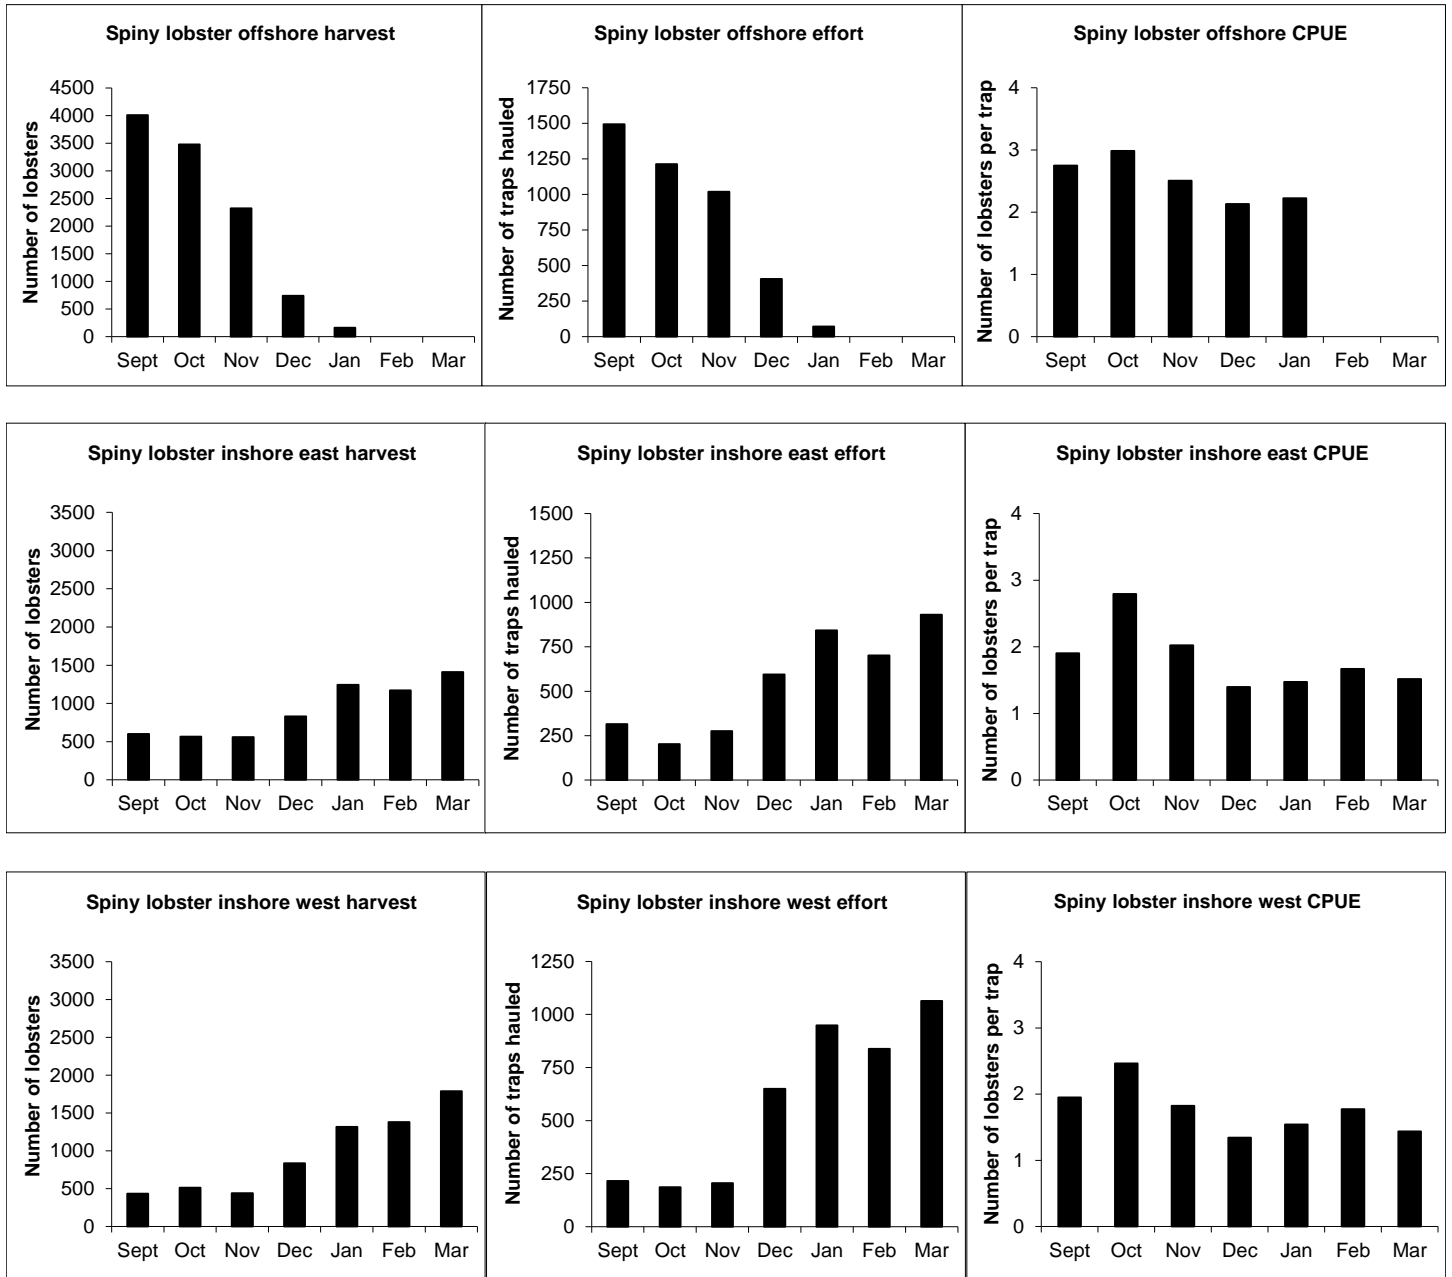 Spiny lobster offshore harvest
Number of lobsters
4500
4000
3500
3000
2500
2000
1500
1000
500
0
Sept Oct Nov Dec Jan Feb Mar
Spiny lobster offshore effort
Number of traps hauled
1750
1500
1250
1000
750
500
250
0
Sept Oct Nov Dec Jan Feb Mar
Spiny lobster offshore CPUE
Number of lobsters per trap
4
3
2
1
0
Sept Oct Nov Dec Jan Feb Mar
Spiny lobster inshore east harvest
Number of lobsters
3500
3000
2500
2000
1500
1000
500
0
Sept Oct Nov Dec Jan Feb Mar
Spiny lobster inshore east effort
Number of traps hauled
1500
1250
1000
750
500
250
0
Sept Oct Nov Dec Jan Feb Mar
Spiny lobster inshore east CPUE
Number of lobsters per trap
4
3
2
1
0
Sept Oct Nov Dec Jan Feb Mar
Spiny lobster inshore west harvest
Number of lobsters
3500
3000
2500
2000
1500
1000
500
0
Sept Oct Nov Dec Jan Feb Mar
Spiny lobster inshore west effort
Number of traps hauled
1250
1000
750
500
250
0
Sept Oct Nov Dec Jan Feb Mar
Spiny lobster inshore west CPUE
Number of lobsters per trap
4
3
2
1
0
Sept Oct Nov Dec Jan Feb Mar